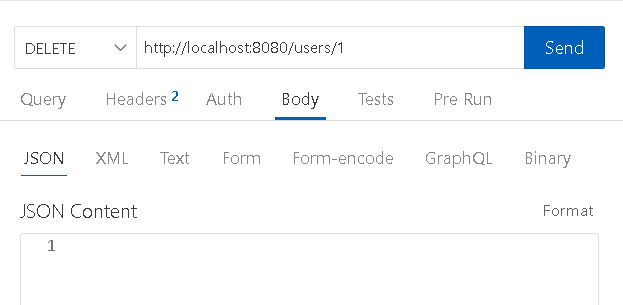 DELETE http://localhost:8080/users/1 Send
Query Headers 2 Auth Body Tests Pre Run
JSON XML Text Form Form-encode GraphQL Binary
JSON Content Format
1